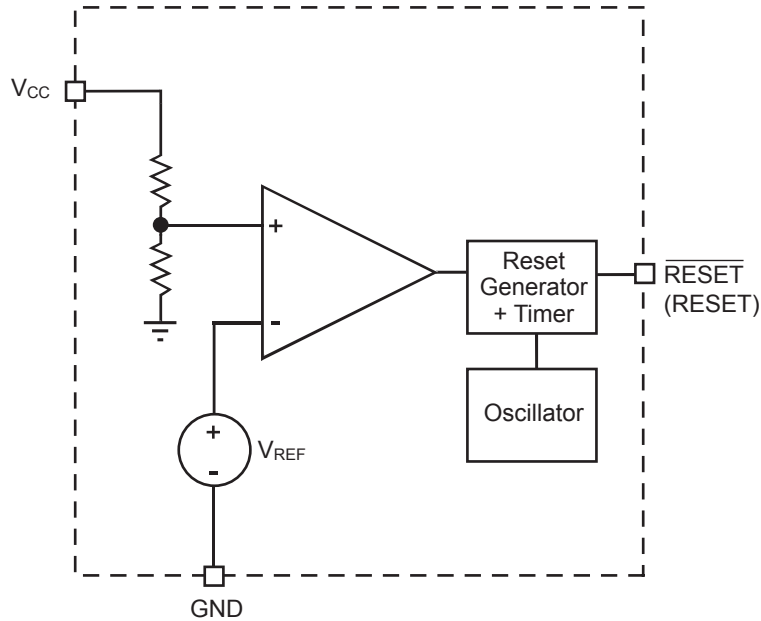 VCC
+
-
Reset
Generator
+ Timer
RESET
(RESET)
Oscillator
+
-
VREF
GND